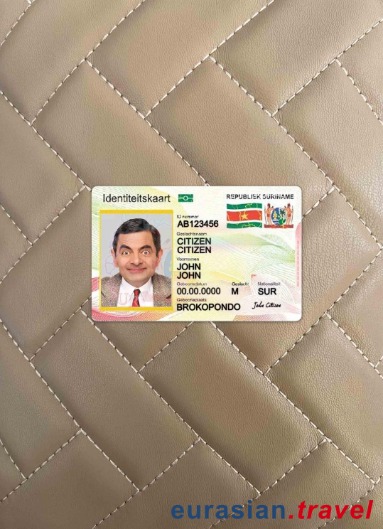 Identiteitskaart
REPUBLIEK SURINAME
ID nummer
AB123456
Geslachtsnaam
CITIZEN
CITIZEN
Voornamen
JOHN
JOHN
Geboortedatum Geslacht Nationaliteit
00.00.0000 M SUR
Geboorteplaats
BROKOPONDO
John Citizen
eurasian.travel